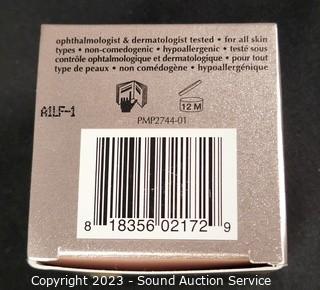 ophthalmologist & dermatologist tested • for all skin
types • non-comedogenic • hypoallergenic • testé sous
contrôle ophtalmologique et dermatologique • pour tout
type de peaux • non comédogène • hypoallergénique
A1LF-1
12 M
PMP2744-01
8 18356 02172 9
Copyright 2023 - Sound Auction Service